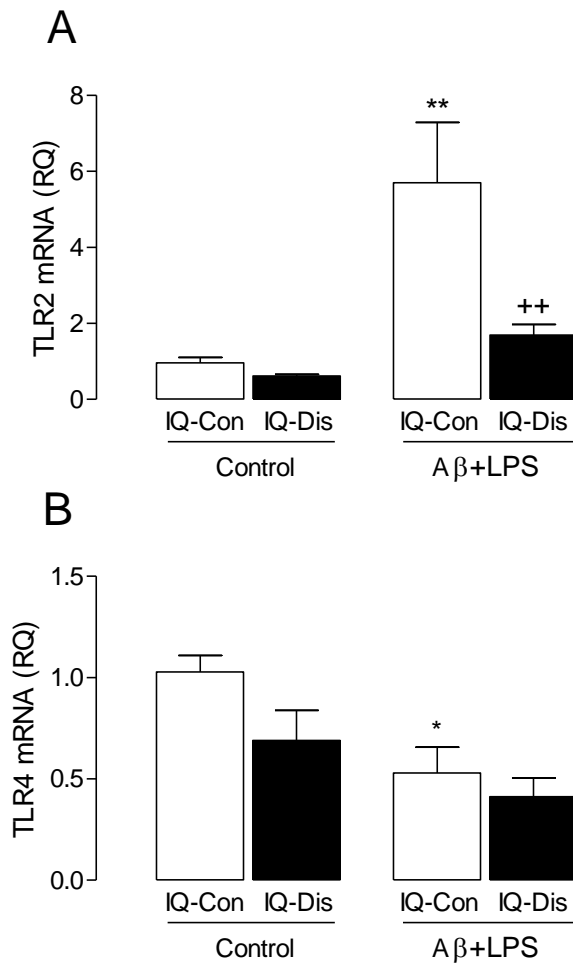 A
TLR2 mRNA (RQ)
8
6
4
2
0
**
++
IQ-Con IQ-Dis IQ-Con IQ-Dis
Control Aβ+LPS
B
TLR4 mRNA (RQ)
1.5
1.0
0.5
0.0
*
IQ-Con IQ-Dis IQ-Con IQ-Dis
Control Aβ+LPS